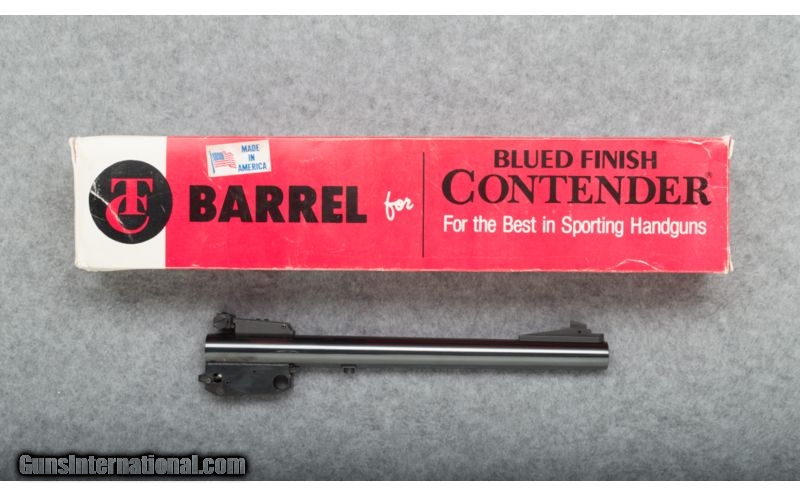 MADE
IN
AMERICA
TC
BARREL for
BLUED FINISH
CONTENDER®
For the Best in Sporting Handguns
GunsInternational.com